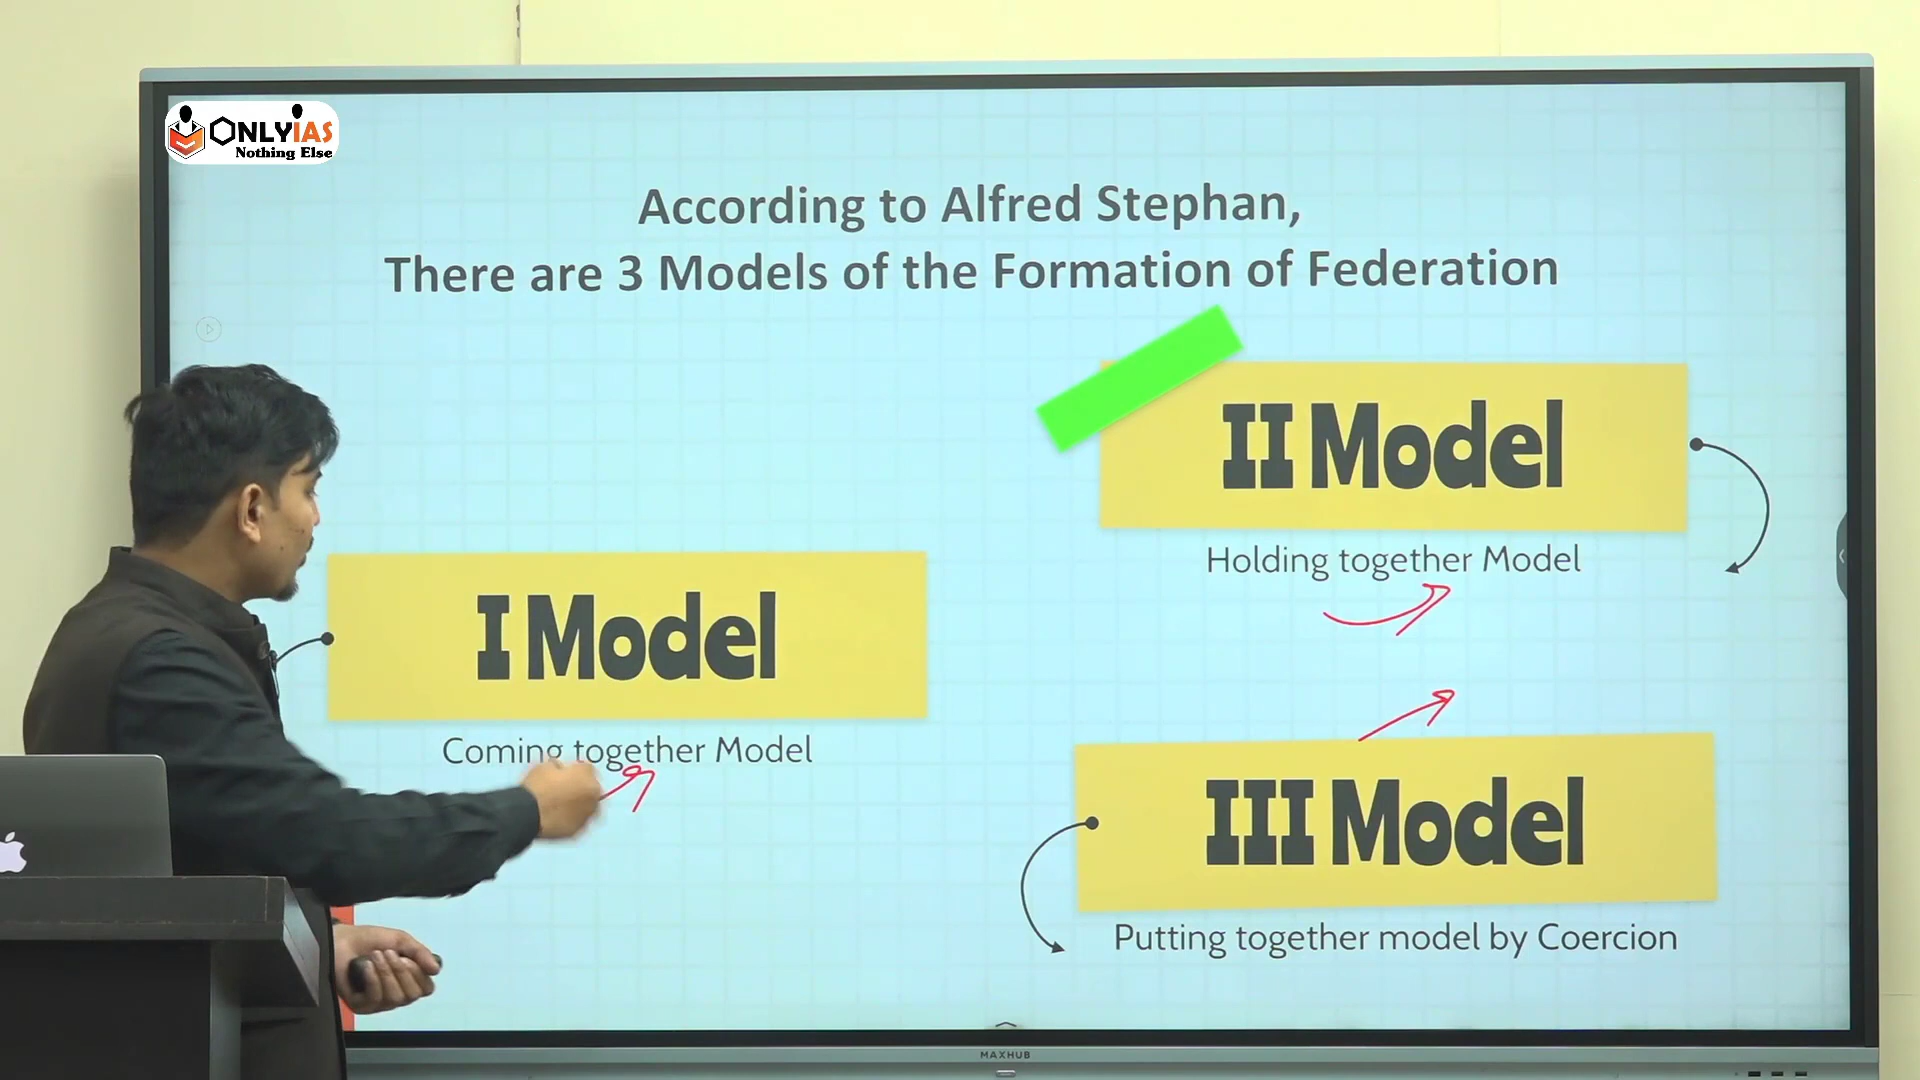 ONLYIAS
Nothing Else
According to Alfred Stephan,
There are 3 Models of the Formation of Federation
II Model
Holding together Model
I Model
Coming together Model
III Model
Putting together model by Coercion
MAXHUB